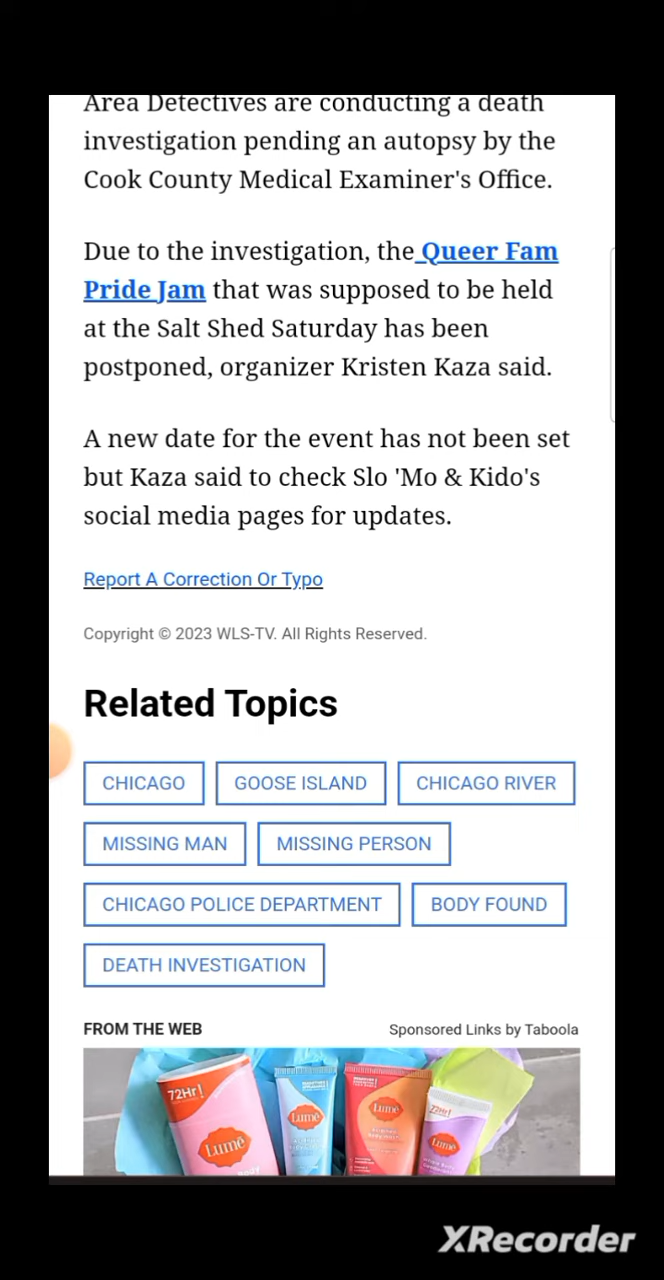 Area Detectives are conducting a death
investigation pending an autopsy by the
Cook County Medical Examiner's Office.
Due to the investigation, the Queer Fam
Pride Jam that was supposed to be held
at the Salt Shed Saturday has been
postponed, organizer Kristen Kaza said.
A new date for the event has not been set
but Kaza said to check Slo 'Mo & Kido's
social media pages for updates.
Report A Correction Or Typo
Copyright © 2023 WLS-TV. All Rights Reserved.
Related Topics
CHICAGO GOOSE ISLAND CHICAGO RIVER
MISSING MAN MISSING PERSON
CHICAGO POLICE DEPARTMENT BODY FOUND
DEATH INVESTIGATION
FROM THE WEB Sponsored Links by Taboola
72Hr!
Lumē
Lumē
Lumē
72Hr!
Lumē
XRecorder